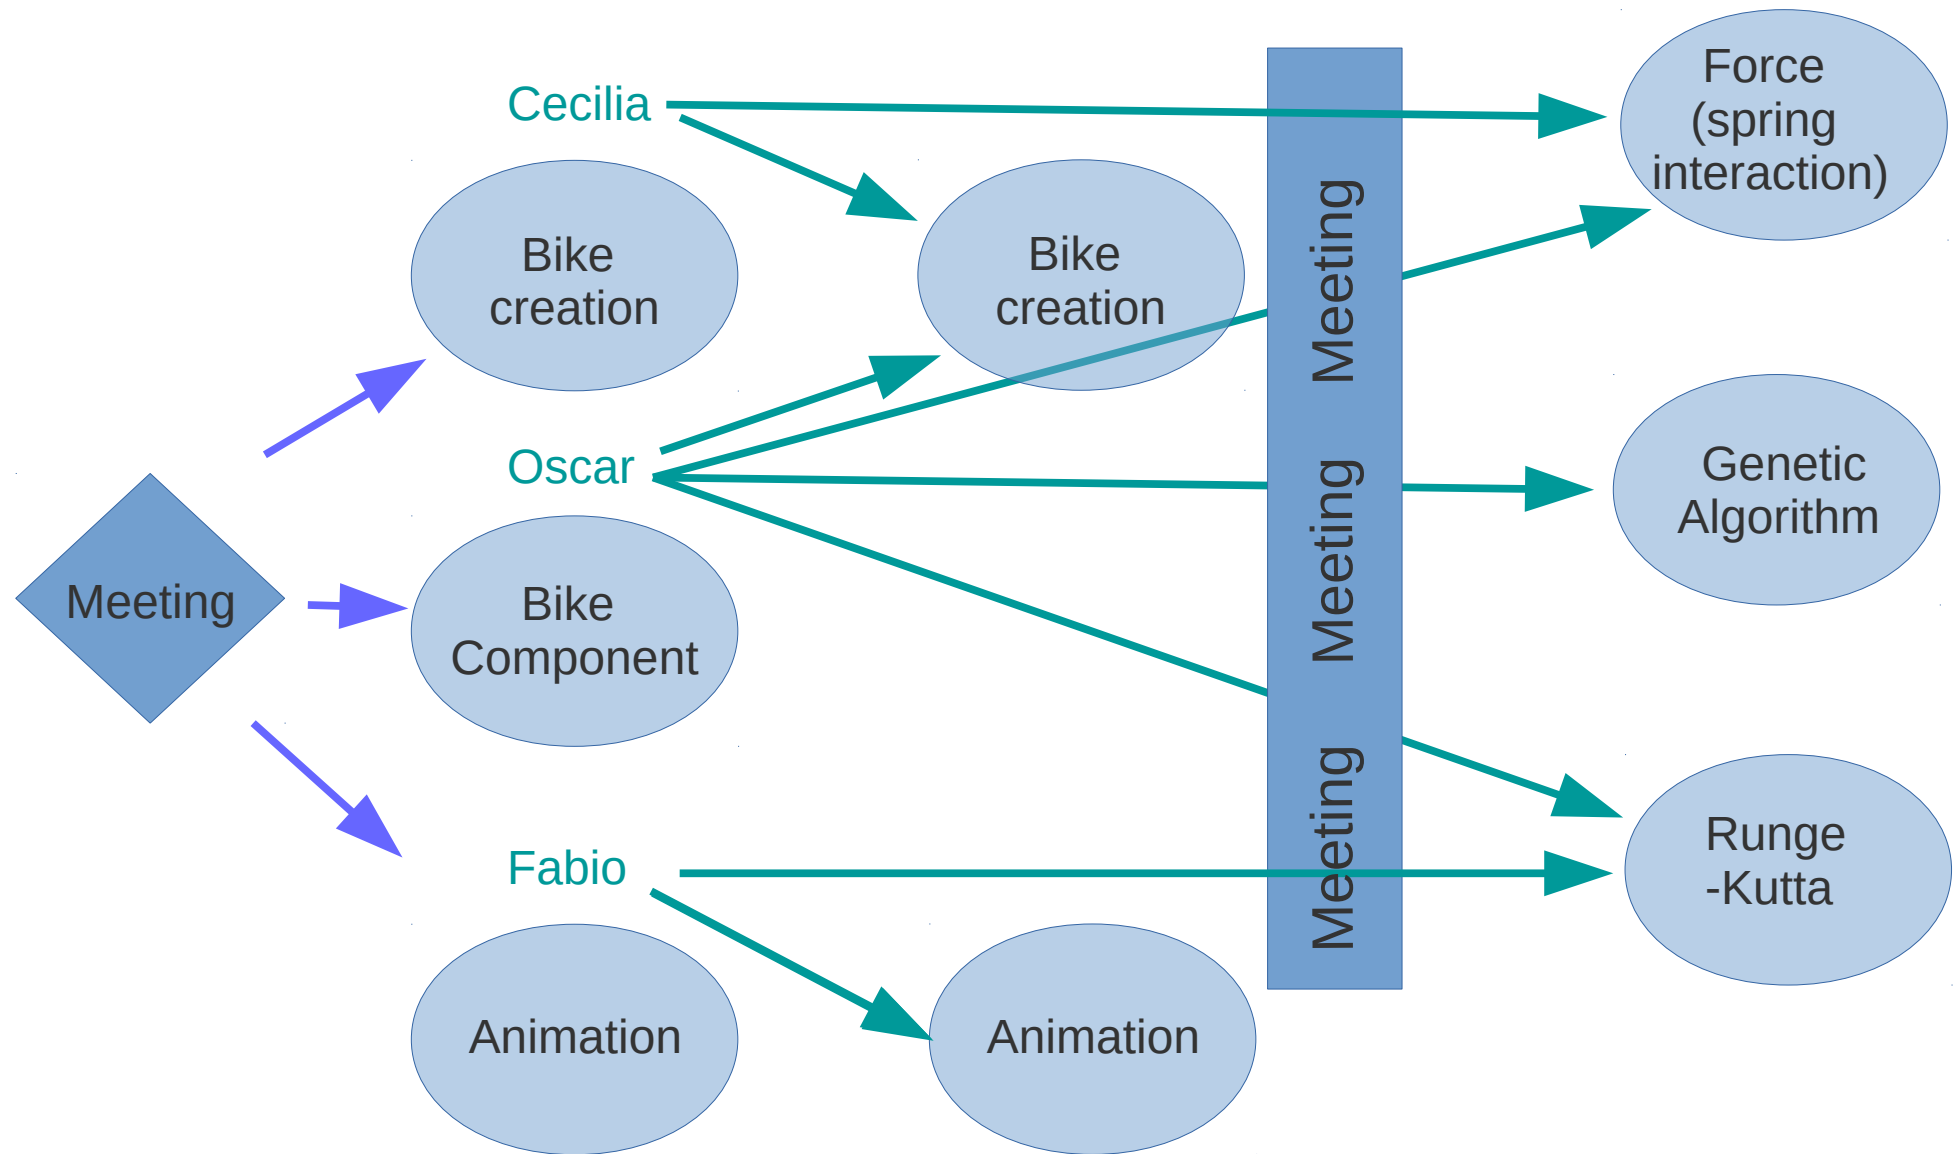 Cecilia
Force
(spring
interaction)
Bike
creation
Bike
creation
Meeting
Oscar
Genetic
Algorithm
Meeting
Bike
Component
Meeting
Fabio
Runge
-Kutta
Meeting
Animation
Animation